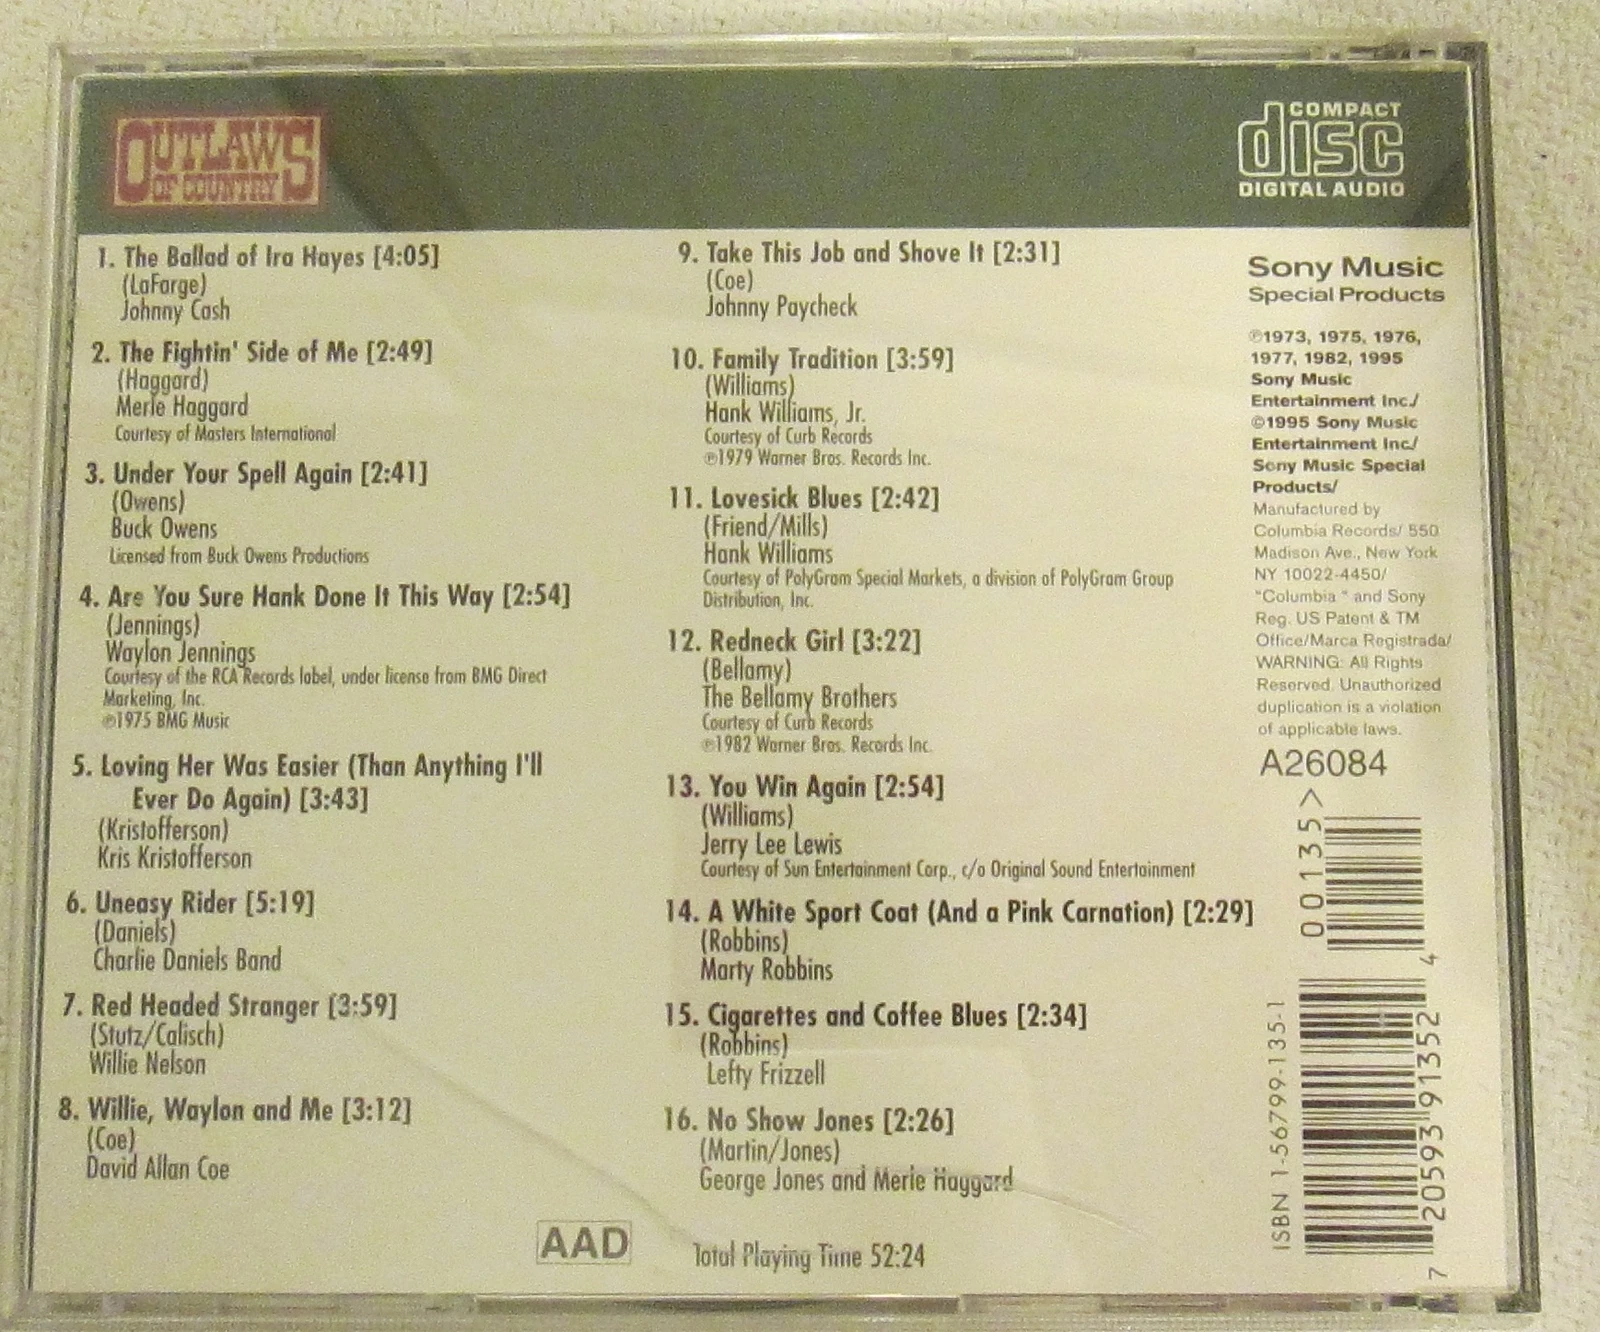 OUTLAWS
OF COUNTRY
COMPACT
disc
DIGITAL AUDIO
1. The Ballad of Ira Hayes [4:05]
(LaFarge)
Johnny Cash
2. The Fightin' Side of Me [2:49]
(Haggard)
Merle Haggard
Courtesy of Masters International
3. Under Your Spell Again [2:41]
(Owens)
Buck Owens
Licensed from Buck Owens Productions
4. Are You Sure Hank Done It This Way [2:54]
(Jennings)
Waylon Jennings
Courtesy of the RCA Records label, under license from BMG Direct
Marketing, Inc.
℗1975 BMG Music
5. Loving Her Was Easier (Than Anything I'll
Ever Do Again) [3:43]
(Kristofferson)
Kris Kristofferson
6. Uneasy Rider [5:19]
(Daniels)
Charlie Daniels Band
7. Red Headed Stranger [3:59]
(Stutz/Calisch)
Willie Nelson
8. Willie, Waylon and Me [3:12]
(Coe)
David Allan Coe
9. Take This Job and Shove It [2:31]
(Coe)
Johnny Paycheck
10. Family Tradition [3:59]
(Williams)
Hank Williams, Jr.
Courtesy of Curb Records
℗1979 Warner Bros. Records Inc.
11. Lovesick Blues [2:42]
(Friend/Mills)
Hank Williams
Courtesy of PolyGram Special Markets, a division of PolyGram Group
Distribution, Inc.
12. Redneck Girl [3:22]
(Bellamy)
The Bellamy Brothers
Courtesy of Curb Records
℗1982 Warner Bros. Records Inc.
13. You Win Again [2:54]
(Williams)
Jerry Lee Lewis
Courtesy of Sun Entertainment Corp., c/o Original Sound Entertainment
14. A White Sport Coat (And a Pink Carnation) [2:29]
(Robbins)
Marty Robbins
15. Cigarettes and Coffee Blues [2:34]
(Robbins)
Lefty Frizzell
16. No Show Jones [2:26]
(Martin/Jones)
George Jones and Merle Haggard
AAD
Total Playing Time 52:24
Sony Music
Special Products
℗1973, 1975, 1976,
1977, 1982, 1995
Sony Music
Entertainment Inc./
©1995 Sony Music
Entertainment Inc./
Sony Music Special
Products/
Manufactured by
Columbia Records/ 550
Madison Ave., New York
NY 10022-4450/
"Columbia " and Sony
Reg. US Patent & TM
Office/Marca Registrada/
WARNING: All Rights
Reserved. Unauthorized
duplication is a violation
of applicable laws.
A26084
00135>
ISBN 1-56799-135-1
7 20593 91352 4